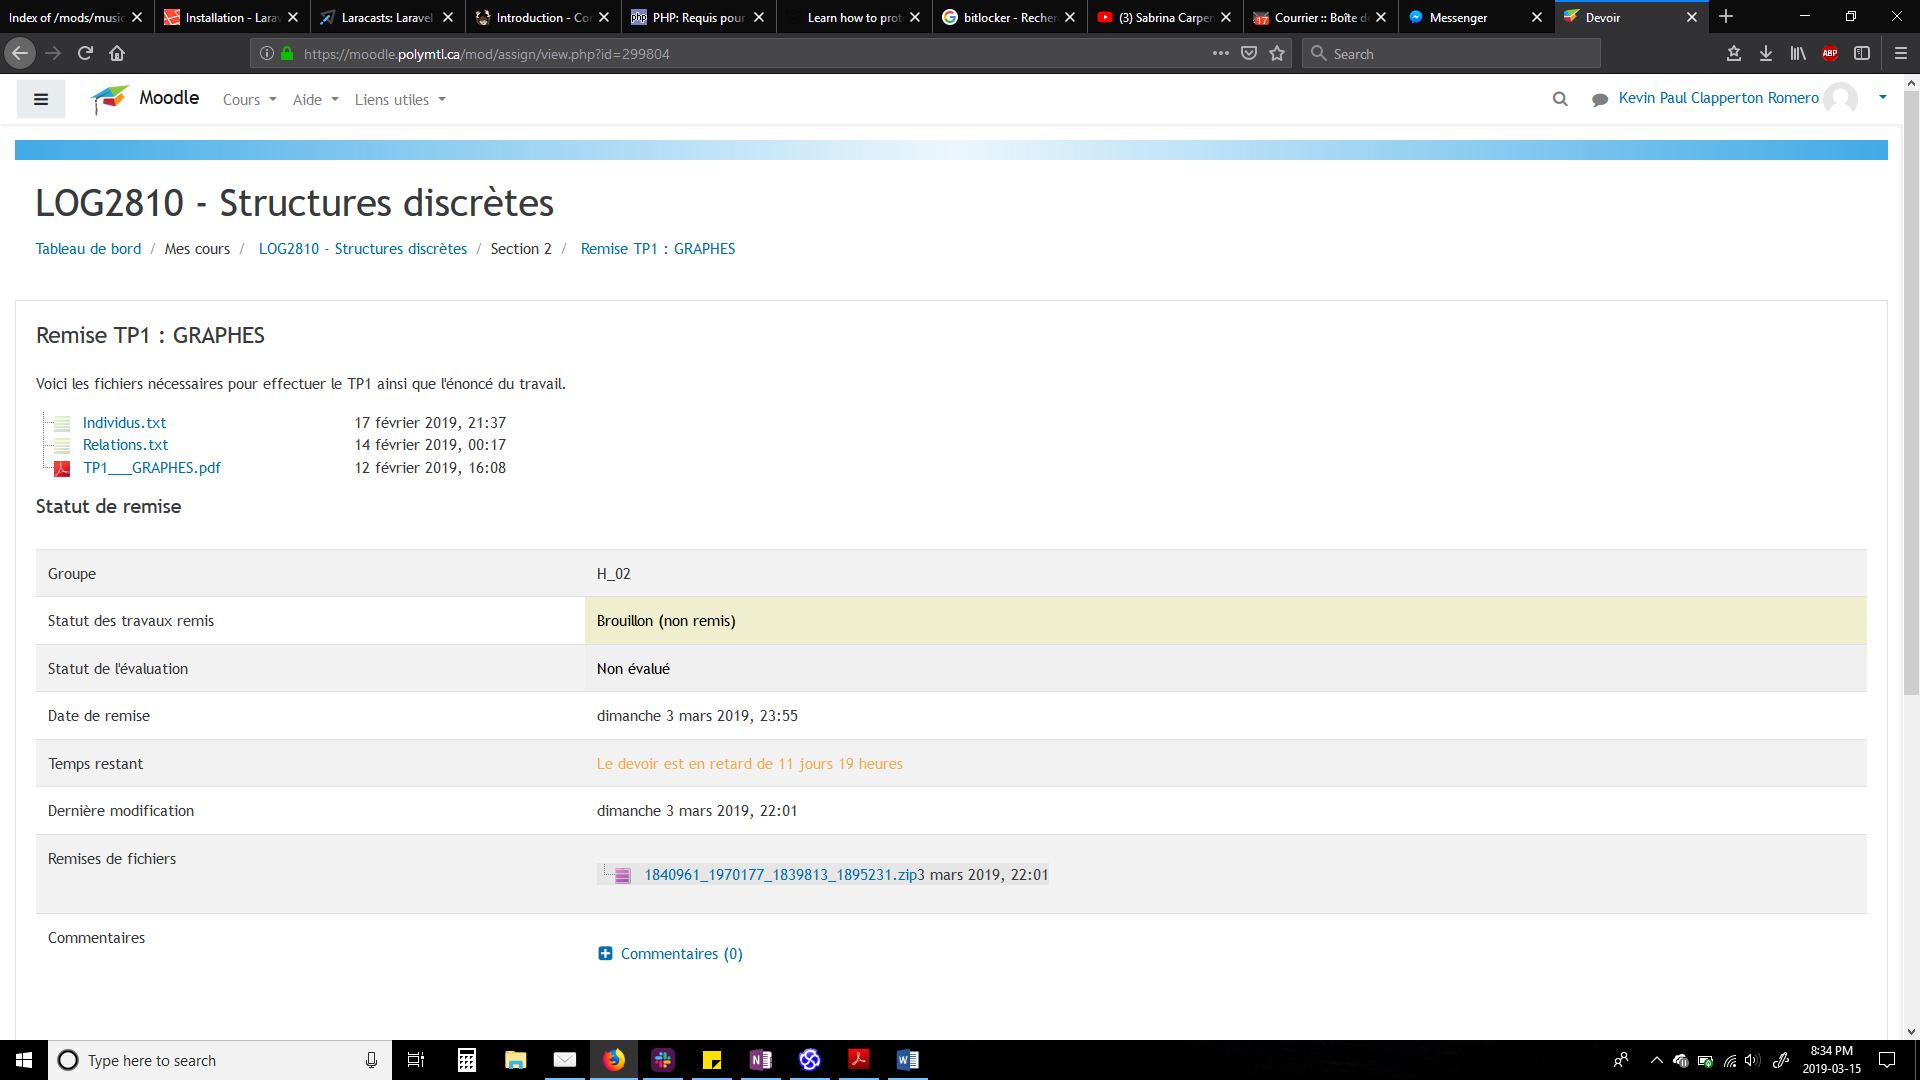 Index of /mods/music
Installation - Larav
Laracasts: Laravel
Introduction - Co
php PHP: Requis pour
Learn how to prot
bitlocker - Recher
(3) Sabrina Carpen
17 Courrier :: Boîte d
Messenger
Devoir
https://moodle.polymtl.ca/mod/assign/view.php?id=299804
Search
ABP
Moodle
Cours
Aide
Liens utiles
Kevin Paul Clapperton Romero
LOG2810 - Structures discrètes
Tableau de bord / Mes cours / LOG2810 - Structures discrètes / Section 2 / Remise TP1 : GRAPHES
Remise TP1 : GRAPHES
Voici les fichiers nécessaires pour effectuer le TP1 ainsi que l'énoncé du travail.
Individus.txt 17 février 2019, 21:37
Relations.txt 14 février 2019, 00:17
TP1___GRAPHES.pdf 12 février 2019, 16:08
Statut de remise
Groupe H_02
Statut des travaux remis Brouillon (non remis)
Statut de l'évaluation Non évalué
Date de remise dimanche 3 mars 2019, 23:55
Temps restant Le devoir est en retard de 11 jours 19 heures
Dernière modification dimanche 3 mars 2019, 22:01
Remises de fichiers
1840961_1970177_1839813_1895231.zip3 mars 2019, 22:01
Commentaires
Commentaires (0)
Type here to search
8:34 PM
2019-03-15